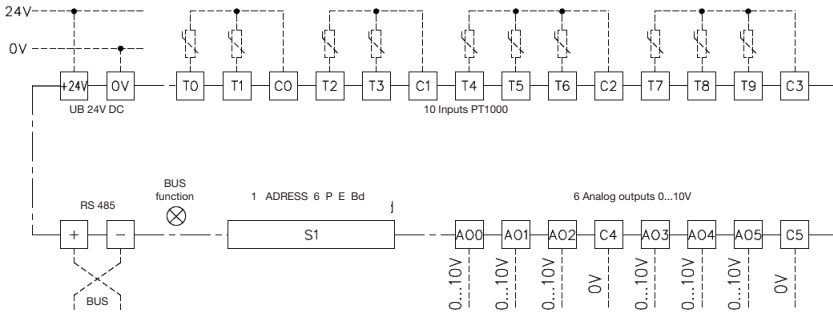 24V
0V
+24V 0V T0 T1 C0 T2 T3 C1 T4 T5 T6 C2 T7 T8 T9 C3
UB 24V DC
10 Inputs PT1000
RS 485
BUS
function
1 ADRESS 6 P E Bd
6 Analog outputs 0...10V
+ − S1 AO0 AO1 AO2 C4 AO3 AO4 AO5 C5
0...10V 0...10V 0...10V 0V 0...10V 0...10V 0...10V 0V
BUS